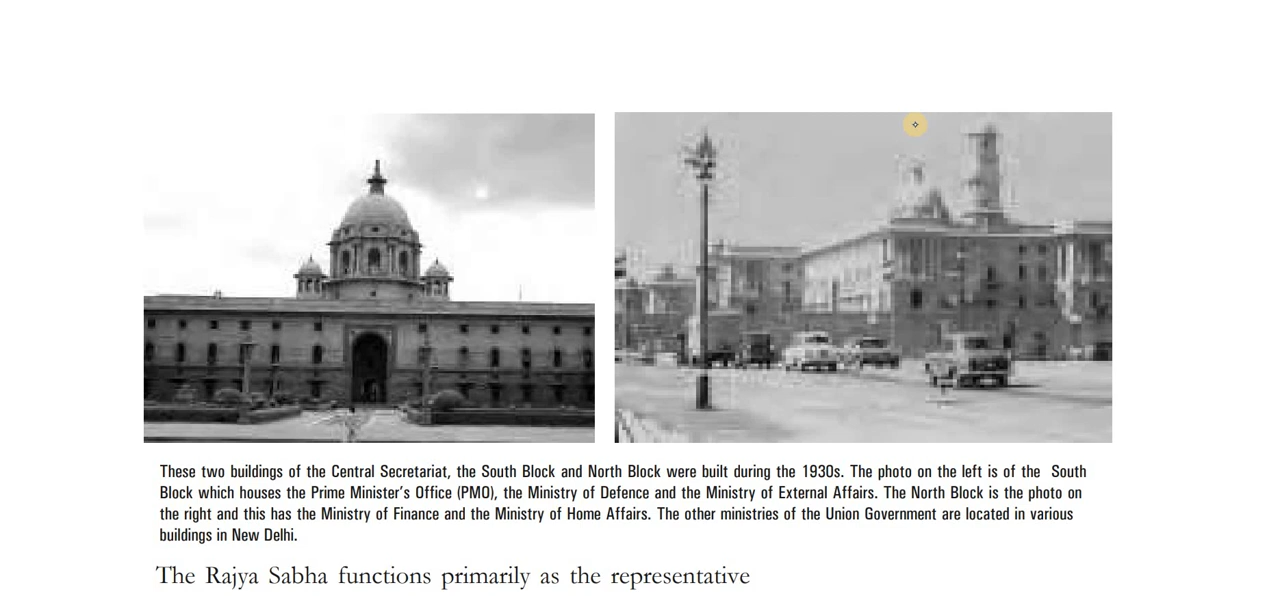 These two buildings of the Central Secretariat, the South Block and North Block were built during the 1930s. The photo on the left is of the South
Block which houses the Prime Minister's Office (PMO), the Ministry of Defence and the Ministry of External Affairs. The North Block is the photo on
the right and this has the Ministry of Finance and the Ministry of Home Affairs. The other ministries of the Union Government are located in various
buildings in New Delhi.
The Rajya Sabha functions primarily as the representative